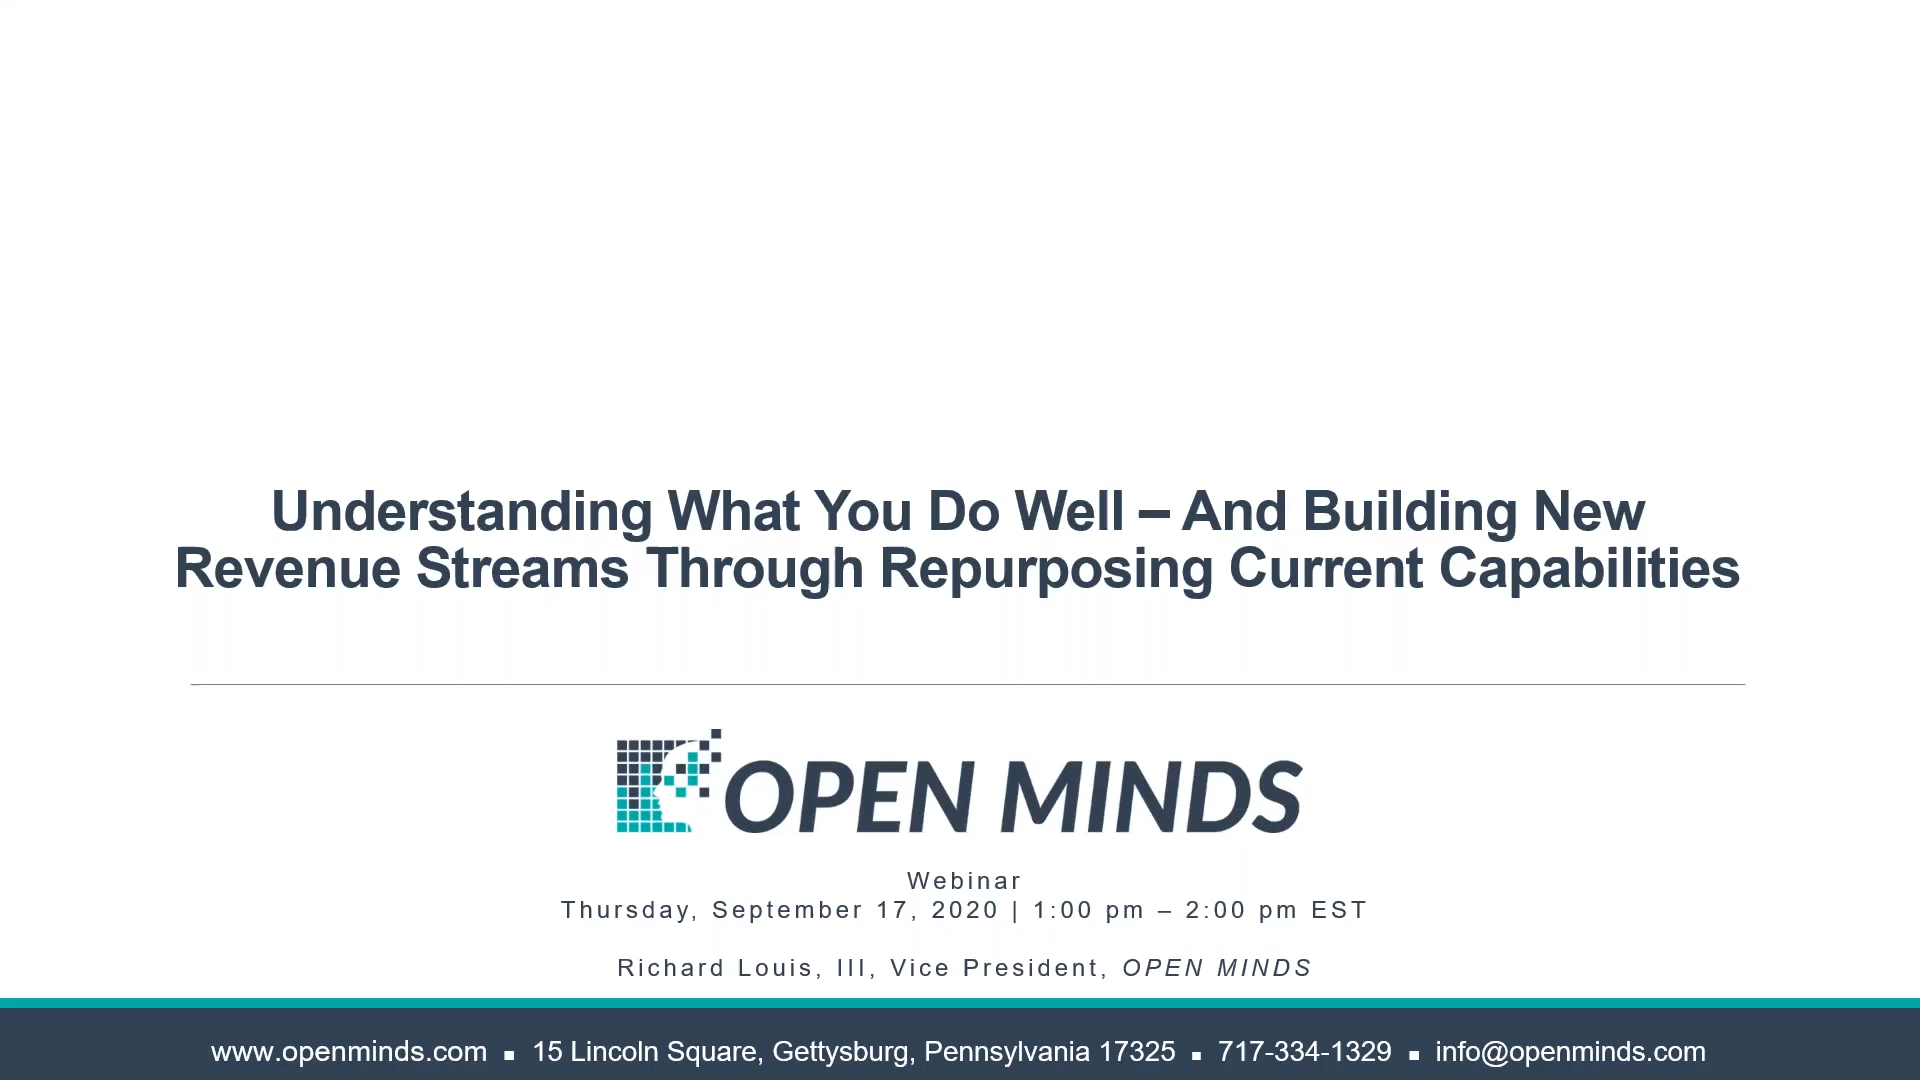 Understanding What You Do Well – And Building New
Revenue Streams Through Repurposing Current Capabilities
OPEN MINDS
Webinar
Thursday, September 17, 2020 | 1:00 pm – 2:00 pm EST
Richard Louis, III, Vice President, OPEN MINDS
www.openminds.com ▪ 15 Lincoln Square, Gettysburg, Pennsylvania 17325 ▪ 717-334-1329 ▪ info@openminds.com